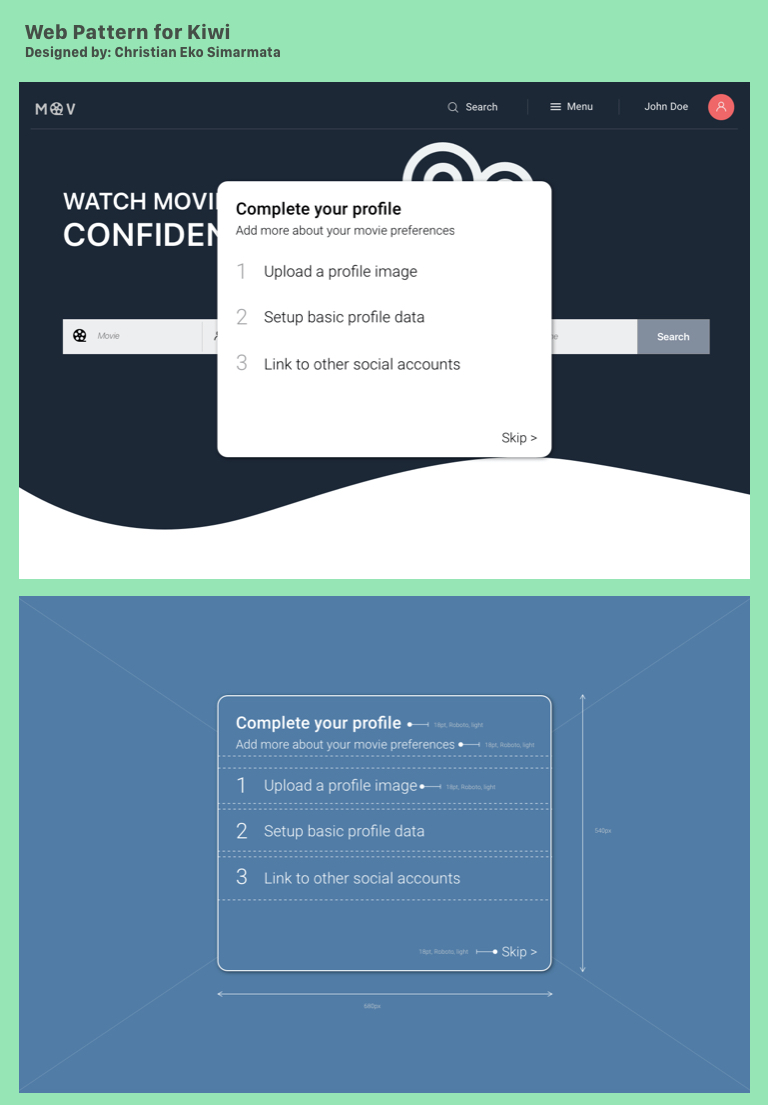 Web Pattern for Kiwi
Designed by: Christian Eko Simarmata
M V
Search
Menu
John Doe
WATCH MOVI
CONFIDEN
Complete your profile
Add more about your movie preferences
1 Upload a profile image
2 Setup basic profile data
3 Link to other social accounts
Skip >
Movie
Search
Complete your profile
18pt, Roboto, light
Add more about your movie preferences
18pt, Roboto, light
1 Upload a profile image
18pt, Roboto, light
2 Setup basic profile data
540px
3 Link to other social accounts
18pt, Roboto, light
Skip >